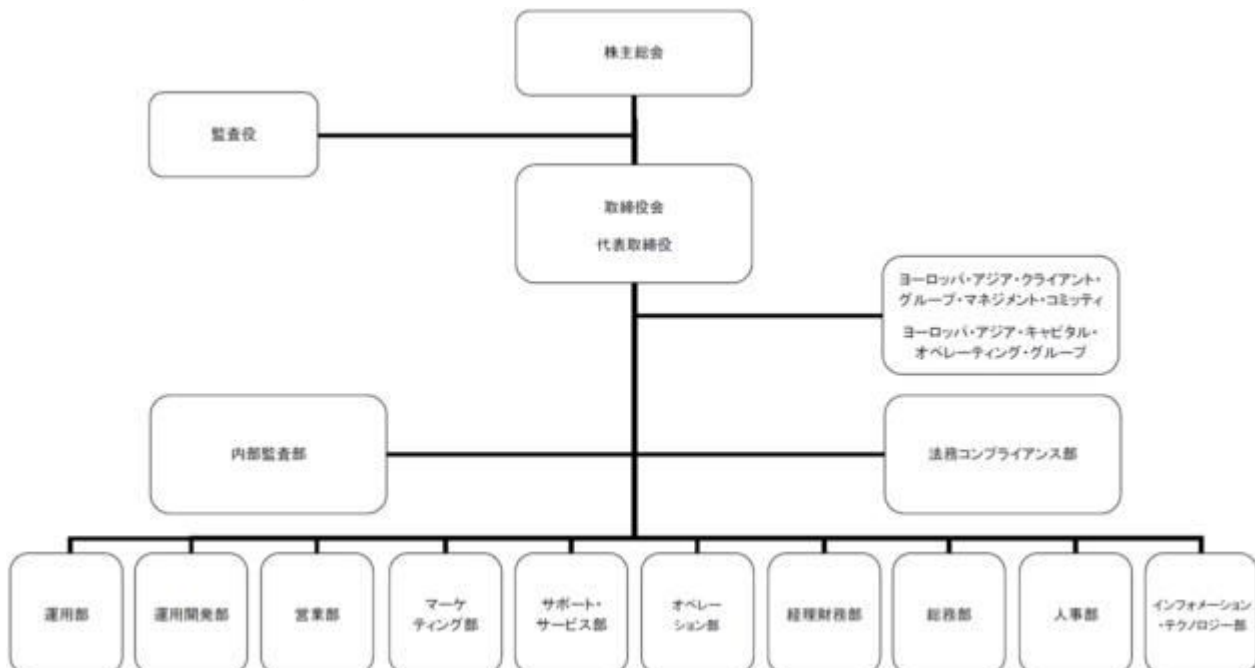 株主総会
監査役
取締役会
代表取締役
ヨーロッパ・アジア・クライアント・
グループ・マネジメント・コミッティ
ヨーロッパ・アジア・キャピタル・
オペレーティング・グループ
内部監査部
法務コンプライアンス部
運用部
運用開発部
営業部
マーケ
ティング部
サポート・
サービス部
オペレー
ション部
経理財務部
総務部
人事部
インフォメーション
・テクノロジー部